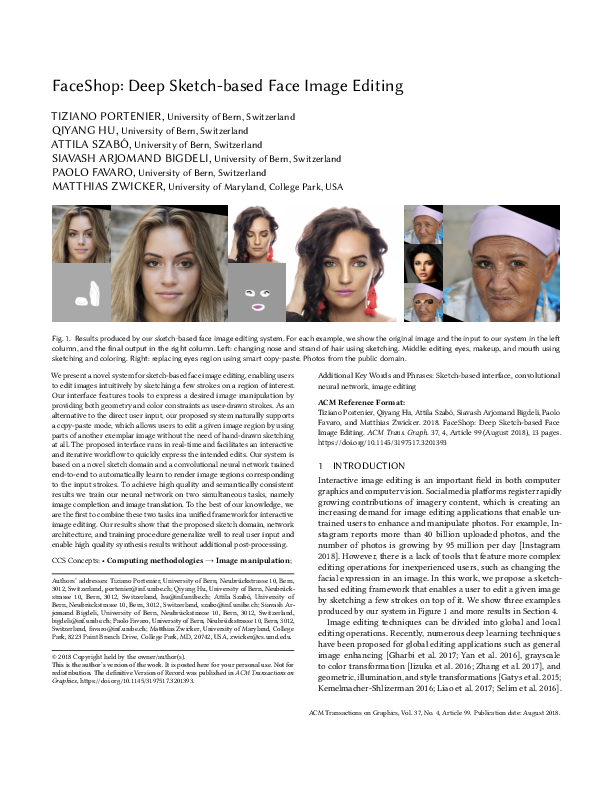 FaceShop: Deep Sketch-based Face Image Editing
TIZIANO PORTENIER, University of Bern, Switzerland
QIYANG HU, University of Bern, Switzerland
ATTILA SZABÓ, University of Bern, Switzerland
SIAVASH ARJOMAND BIGDELI, University of Bern, Switzerland
PAOLO FAVARO, University of Bern, Switzerland
MATTHIAS ZWICKER, University of Maryland, College Park, USA
Fig. 1. Results produced by our sketch-based face image editing system. For each example, we show the original image and the input to our system in the left
column, and the final output in the right column. Left: changing nose and strand of hair using sketching. Middle: editing eyes, makeup, and mouth using
sketching and coloring. Right: replacing eyes region using smart copy-paste. Photos from the public domain.
We present a novel system for sketch-based face image editing, enabling users
to edit images intuitively by sketching a few strokes on a region of interest.
Our interface features tools to express a desired image manipulation by
providing both geometry and color constraints as user-drawn strokes. As an
alternative to the direct user input, our proposed system naturally supports
a copy-paste mode, which allows users to edit a given image region by using
parts of another exemplar image without the need of hand-drawn sketching
at all. The proposed interface runs in real-time and facilitates an interactive
and iterative workflow to quickly express the intended edits. Our system is
based on a novel sketch domain and a convolutional neural network trained
end-to-end to automatically learn to render image regions corresponding
to the input strokes. To achieve high quality and semantically consistent
results we train our neural network on two simultaneous tasks, namely
image completion and image translation. To the best of our knowledge, we
are the first to combine these two tasks in a unified framework for interactive
image editing. Our results show that the proposed sketch domain, network
architecture, and training procedure generalize well to real user input and
enable high quality synthesis results without additional post-processing.
CCS Concepts: • Computing methodologies → Image manipulation;
Authors' addresses: Tiziano Portenier, University of Bern, Neubrückstrasse 10, Bern,
3012, Switzerland, portenier@inf.unibe.ch; Qiyang Hu, University of Bern, Neubrück-
strasse 10, Bern, 3012, Switzerland, hu@inf.unibe.ch; Attila Szabó, University of
Bern, Neubrückstrasse 10, Bern, 3012, Switzerland, szabo@inf.unibe.ch; Siavash Ar-
jomand Bigdeli, University of Bern, Neubrückstrasse 10, Bern, 3012, Switzerland,
bigdeli@inf.unibe.ch; Paolo Favaro, University of Bern, Neubrückstrasse 10, Bern, 3012,
Switzerland, favaro@inf.unibe.ch; Matthias Zwicker, University of Maryland, College
Park, 8223 Paint Branch Drive, College Park, MD, 20742, USA, zwicker@cs.umd.edu.
© 2018 Copyright held by the owner/author(s).
This is the author's version of the work. It is posted here for your personal use. Not for
redistribution. The definitive Version of Record was published in ACM Transactions on
Graphics, https://doi.org/10.1145/3197517.3201393.
Additional Key Words and Phrases: Sketch-based interface, convolutional
neural network, image editing
ACM Reference Format:
Tiziano Portenier, Qiyang Hu, Attila Szabó, Siavash Arjomand Bigdeli, Paolo
Favaro, and Matthias Zwicker. 2018. FaceShop: Deep Sketch-based Face
Image Editing. ACM Trans. Graph. 37, 4, Article 99 (August 2018), 13 pages.
https://doi.org/10.1145/3197517.3201393
1 INTRODUCTION
Interactive image editing is an important field in both computer
graphics and computer vision. Social media platforms register rapidly
growing contributions of imagery content, which is creating an
increasing demand for image editing applications that enable un-
trained users to enhance and manipulate photos. For example, In-
stagram reports more than 40 billion uploaded photos, and the
number of photos is growing by 95 million per day [Instagram
2018]. However, there is a lack of tools that feature more complex
editing operations for inexperienced users, such as changing the
facial expression in an image. In this work, we propose a sketch-
based editing framework that enables a user to edit a given image
by sketching a few strokes on top of it. We show three examples
produced by our system in Figure 1 and more results in Section 4.
Image editing techniques can be divided into global and local
editing operations. Recently, numerous deep learning techniques
have been proposed for global editing applications such as general
image enhancing [Gharbi et al. 2017; Yan et al. 2016], grayscale
to color transformation [Iizuka et al. 2016; Zhang et al. 2017], and
geometric, illumination, and style transformations [Gatys et al. 2015;
Kemelmacher-Shlizerman 2016; Liao et al. 2017; Selim et al. 2016].
ACM Transactions on Graphics, Vol. 37, No. 4, Article 99. Publication date: August 2018.